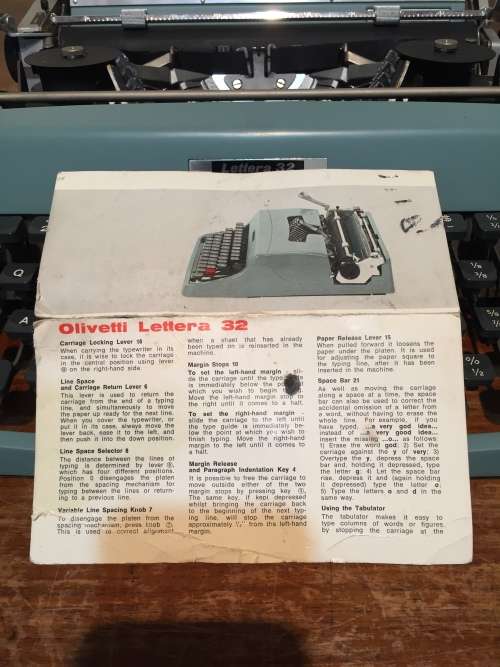 Lettera 32
Q
A
Olivetti Lettera 32
Carriage Locking Lever 18
When carrying the typewriter in its
case, it is wise to lock the carriage
in the central position using lever
on the right-hand side.
Line Space
and Carriage Return Lever 6
This lever is used to return the
carriage from the end of a typing
line, and simultaneously to move
the paper up ready for the next line.
When you cover the typewriter, or
put it in its case, always move the
lever back, ease it to the left, and
then push it into the down position.
Line Space Selector 8
The distance between the lines of
typing is determined by lever ⑧,
which has four different positions.
Position 0 disengages the platen
from the spacing mechanism for
typing between the lines or return-
ing to a previous line.
Variable Line Spacing Knob 7
To disengage the platen from the
spacing mechanism, press knob ⑦.
This is used to correct alignment
when a sheet that has already
been typed on is reinserted in the
machine.
Margin Stops 10
To set the left-hand margin - sli-
de the carriage until the type
is immediately below the point
which you wish to begin
Move the left-hand margin stop to
the right until it comes to a halt.
To set the right-hand margin -
slide the carriage to the left until
the type guide is immediately be-
low the point at which you wish to
finish typing. Move the right-hand
margin to the left until it comes to
a halt.
Margin Release
and Paragraph Indentation Key 4
It is possible to free the carriage to
move outside either of the two
margin stops by pressing key ④,
the same key, if kept depressed
whilst bringing the carriage back
to the beginning of the next typ-
ing line, will stop the carriage
approximately from the left-hand
margin.
Paper Release Lever 15
When pulled forward it loosens the
paper under the platen. It is used
for adjusting the paper square to
the typing line, after it has been
inserted in the machine.
Space Bar 21
As well as moving the carriage
along a space at a time, the space
bar can also be used to correct the
accidental omission of a letter from
a word, without having to erase the
whole line. For example, if you
have typed, ...a very god idea...
instead of ...a very good idea...
insert the missing ...o... as follows:
1) Erase the word god; 2) Set the
carriage against the y of very; 3)
Overtype the y, depress the space
bar and, holding it depressed, type
the letter g; 4) Let the space bar
rise, depress it and (again holding
it depressed) type the letter o;
5) Type the letters o and d in the
same way.
Using the Tabulator
The tabulator makes it easy to
type columns of words or figures,
by stopping the carriage at the